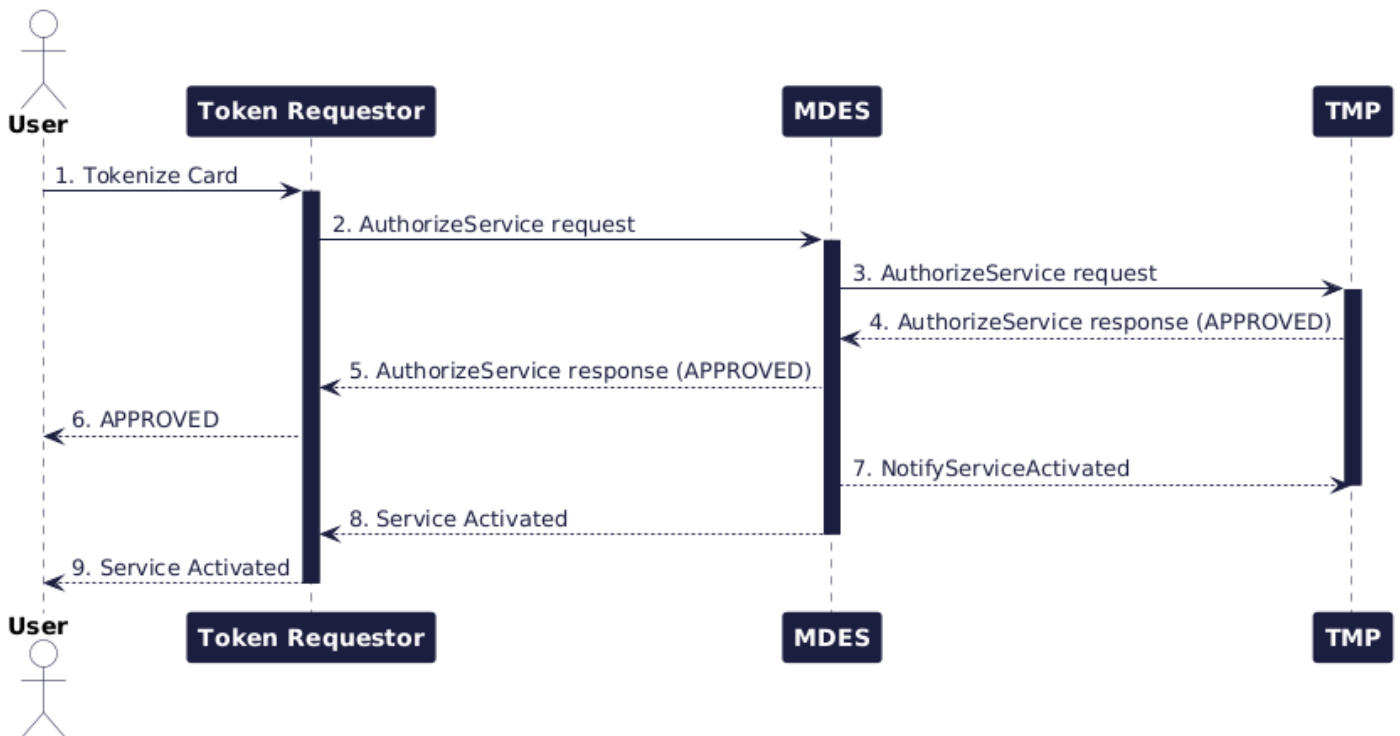 User
Token Requestor
MDES
TMP
1. Tokenize Card
2. AuthorizeService request
3. AuthorizeService request
4. AuthorizeService response (APPROVED)
5. AuthorizeService response (APPROVED)
6. APPROVED
7. NotifyServiceActivated
8. Service Activated
9. Service Activated
User
Token Requestor
MDES
TMP